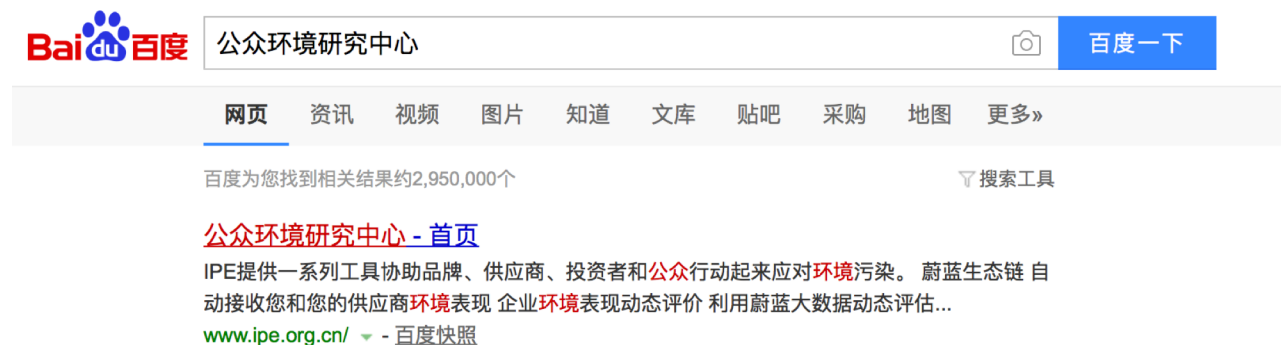 Bai du 百度 公众环境研究中心 百度一下
网页 资讯 视频 图片 知道 文库 贴吧 采购 地图 更多»
百度为您找到相关结果约2,950,000个 搜索工具
公众环境研究中心 - 首页
IPE提供一系列工具协助品牌、供应商、投资者和公众行动起来应对环境污染。 蔚蓝生态链 自
动接收您和您的供应商环境表现 企业环境表现动态评价 利用蔚蓝大数据动态评估...
www.ipe.org.cn/ - 百度快照